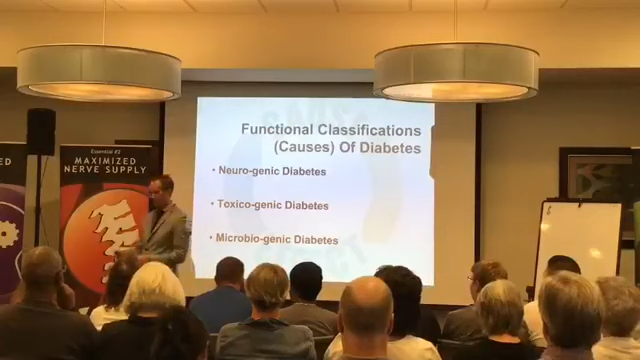 Functional Classifications
(Causes) Of Diabetes
• Neuro-genic Diabetes
• Toxico-genic Diabetes
• Microbio-genic Diabetes
Essential #2
MAXIMIZED
NERVE SUPPLY